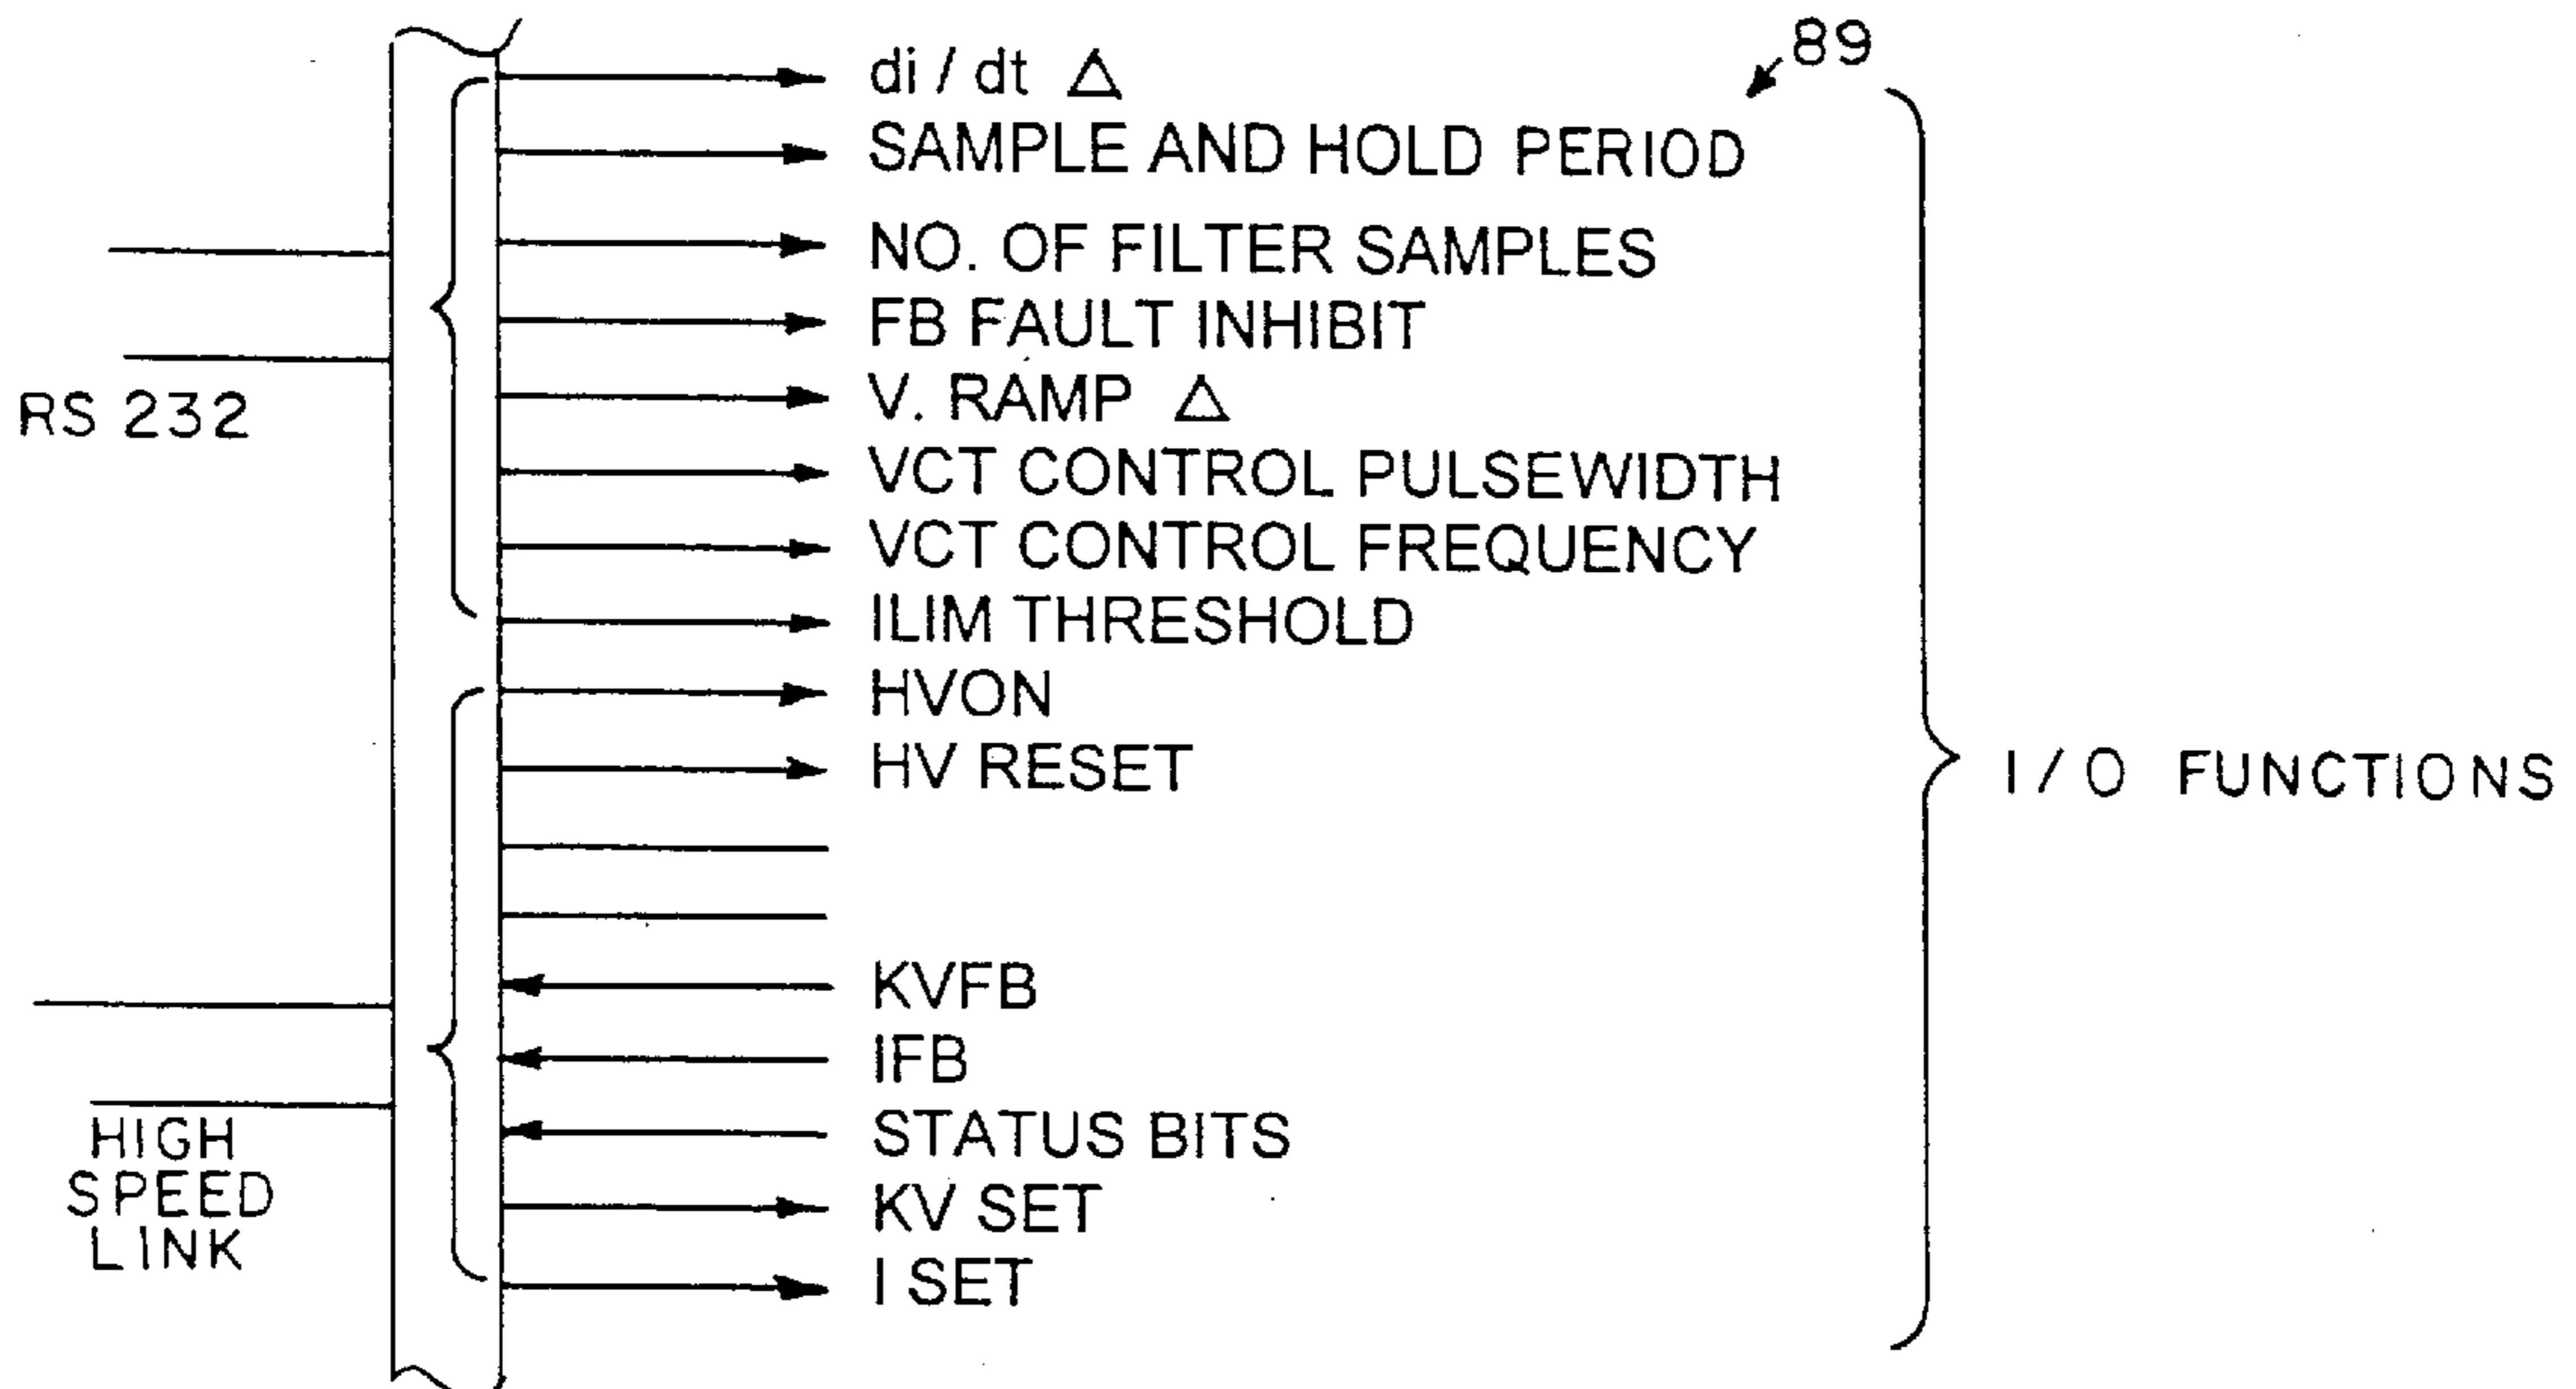 89
di / dt △
SAMPLE AND HOLD PERIOD
NO. OF FILTER SAMPLES
FB FAULT INHIBIT
V. RAMP △
RS 232
VCT CONTROL PULSEWIDTH
VCT CONTROL FREQUENCY
ILIM THRESHOLD
HVON
HV RESET
I/O FUNCTIONS
KVFB
IFB
STATUS BITS
KV SET
I SET
HIGH
SPEED
LINK